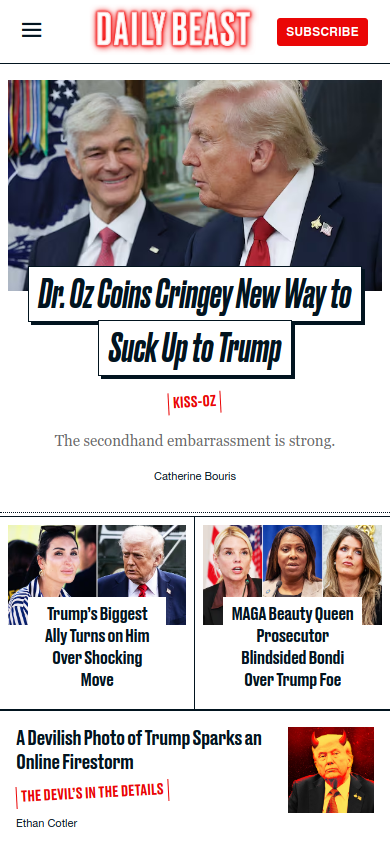 DAILY BEAST
SUBSCRIBE
Dr. Oz Coins Cringey New Way to
Suck Up to Trump
KISS-OZ
The secondhand embarrassment is strong.
Catherine Bouris
Trump's Biggest
Ally Turns on Him
Over Shocking
Move
MAGA Beauty Queen
Prosecutor
Blindsided Bondi
Over Trump Foe
A Devilish Photo of Trump Sparks an
Online Firestorm
THE DEVIL'S IN THE DETAILS
Ethan Cotler